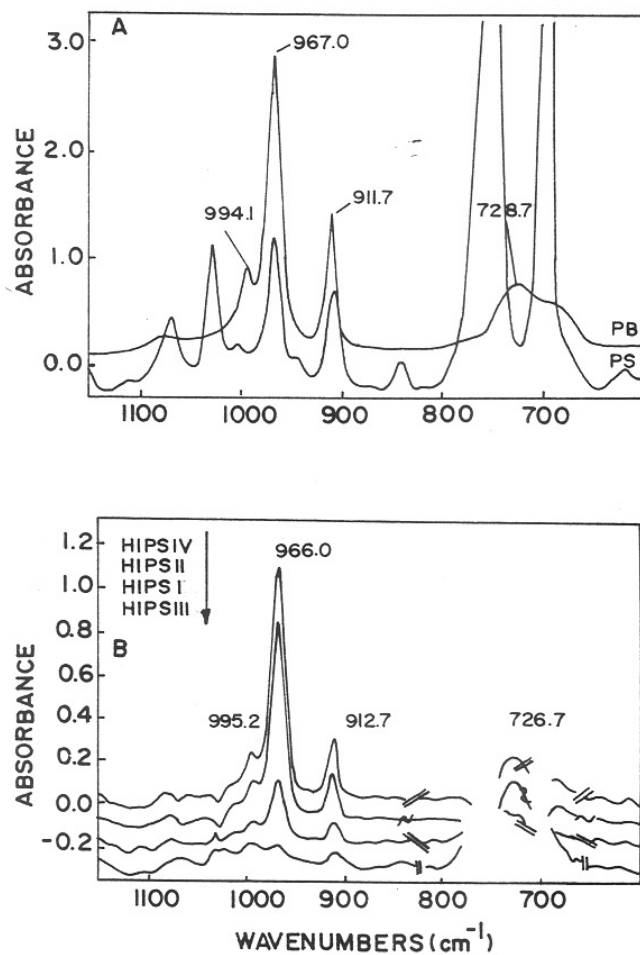 A
3.0
967.0
2.0
994.1
911.7
728.7
1.0
PB
0.0
PS
ABSORBANCE
1100
1000
900
800
700
1.2
HIPS IV
966.0
HIPS II
1.0
HIPS I
HIPS III
0.8
B
0.6
995.2
912.7
726.7
0.4
0.2
0.0
-0.2
ABSORBANCE
1100
1000
900
800
700
WAVENUMBERS (cm-1)